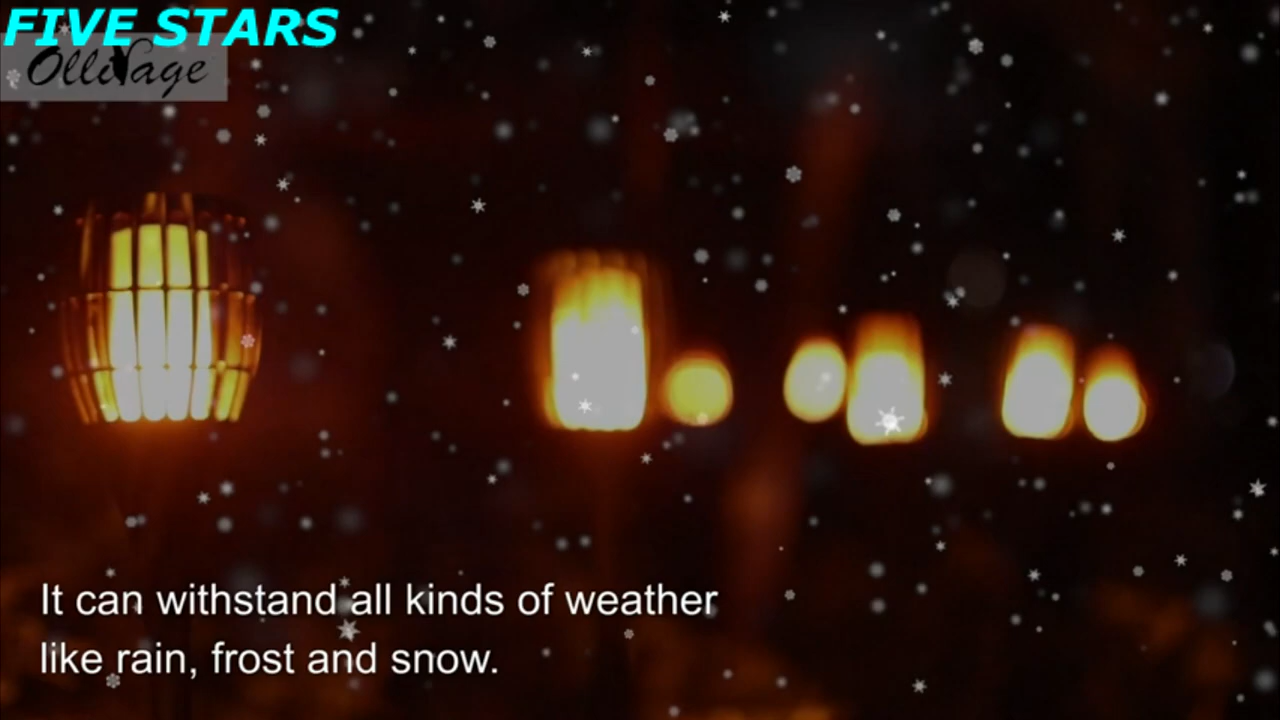 FIVE STARS
OlliVage
It can withstand all kinds of weather
like rain, frost and snow.